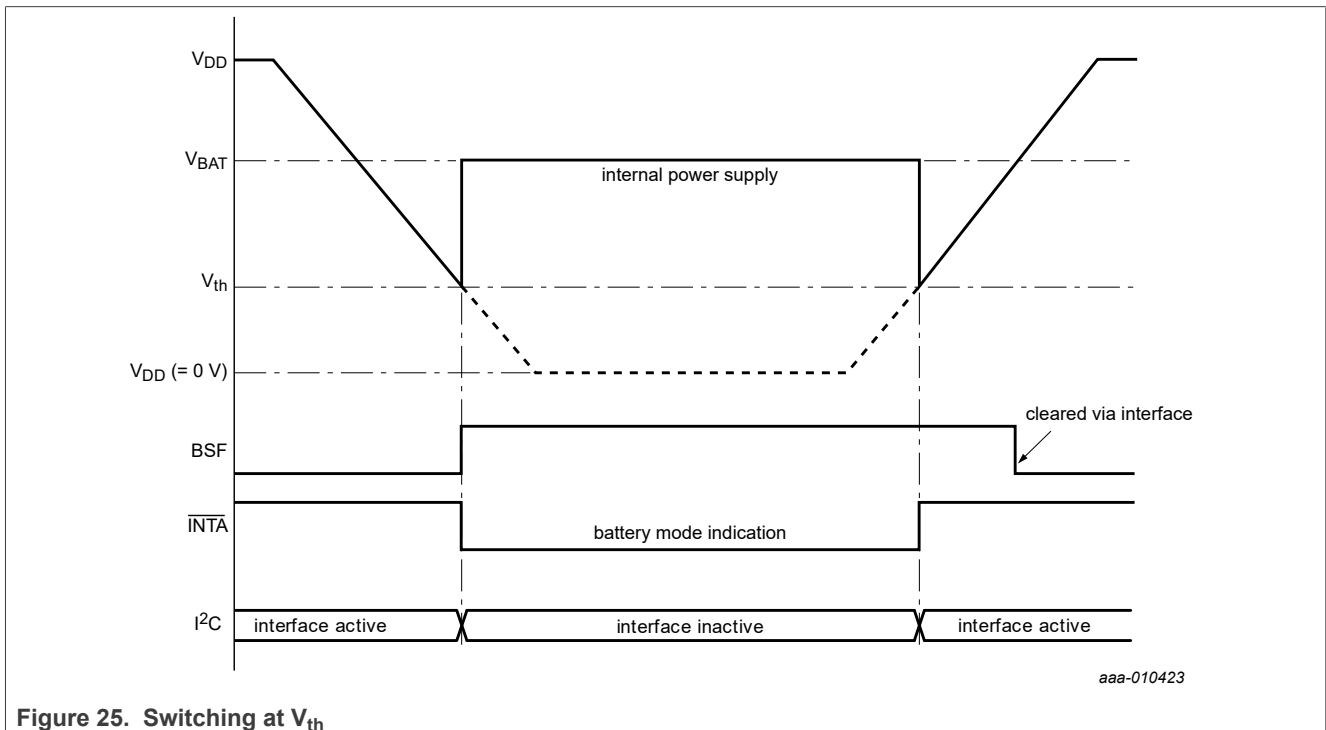 VDD
VBAT
internal power supply
Vth
VDD (= 0 V)
cleared via interface
BSF
INTA
battery mode indication
I²C
interface active
interface inactive
interface active
aaa-010423
Figure 25. Switching at Vth